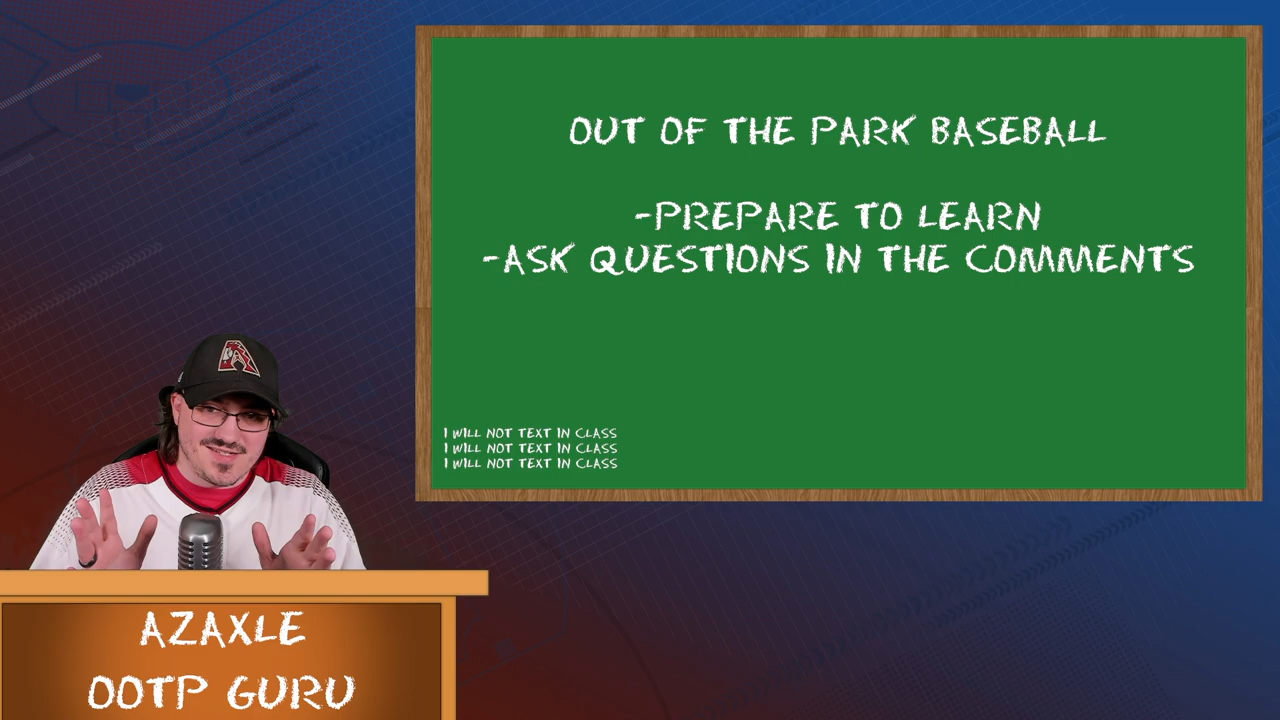 OUT OF THE PARK BASEBALL
-PREPARE TO LEARN
-ASK QUESTIONS IN THE COMMENTS
I WILL NOT TEXT IN CLASS
I WILL NOT TEXT IN CLASS
I WILL NOT TEXT IN CLASS
AZAXLE
OOTP GURU